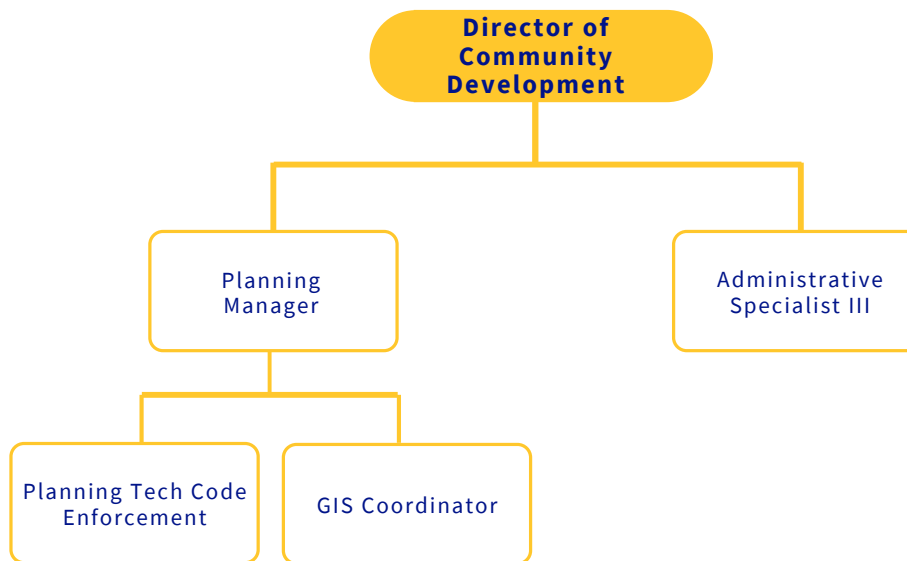 Director of
Community
Development
Planning
Manager
Administrative
Specialist III
Planning Tech Code
Enforcement
GIS Coordinator